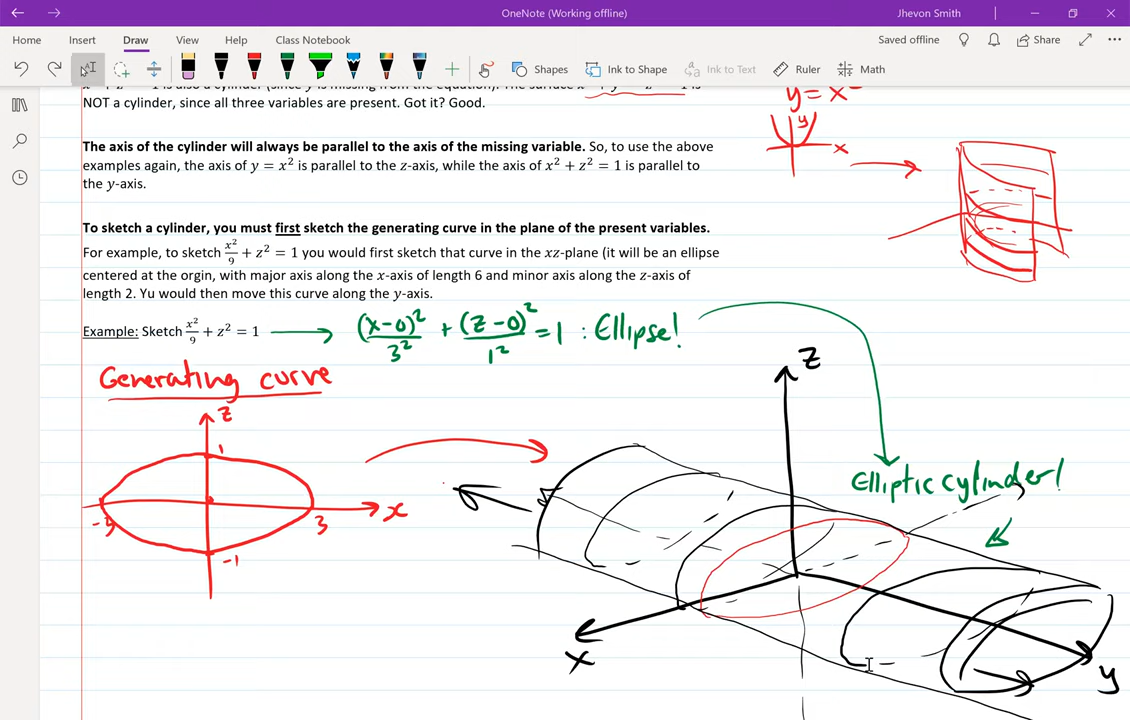 OneNote (Working offline)
Jhevon Smith
Home Insert Draw View Help Class Notebook
Saved offline
Share
Shapes
Ink to Shape
Ink to Text
Ruler
Math
NOT a cylinder, since all three variables are present. Got it? Good.
y = x²
y
x
The axis of the cylinder will always be parallel to the axis of the missing variable. So, to use the above
examples again, the axis of y = x² is parallel to the z-axis, while the axis of x² + z² = 1 is parallel to
the y-axis.
To sketch a cylinder, you must first sketch the generating curve in the plane of the present variables.
For example, to sketch x²/9 + z² = 1 you would first sketch that curve in the xz-plane (it will be an ellipse
centered at the orgin, with major axis along the x-axis of length 6 and minor axis along the z-axis of
length 2. Yu would then move this curve along the y-axis.
Example: Sketch x²/9 + z² = 1
(x-0)²/3² + (z-0)²/1² = 1 : Ellipse!
Generating curve
z
1
-3
3
x
-1
z
Elliptic cylinder!
x
y